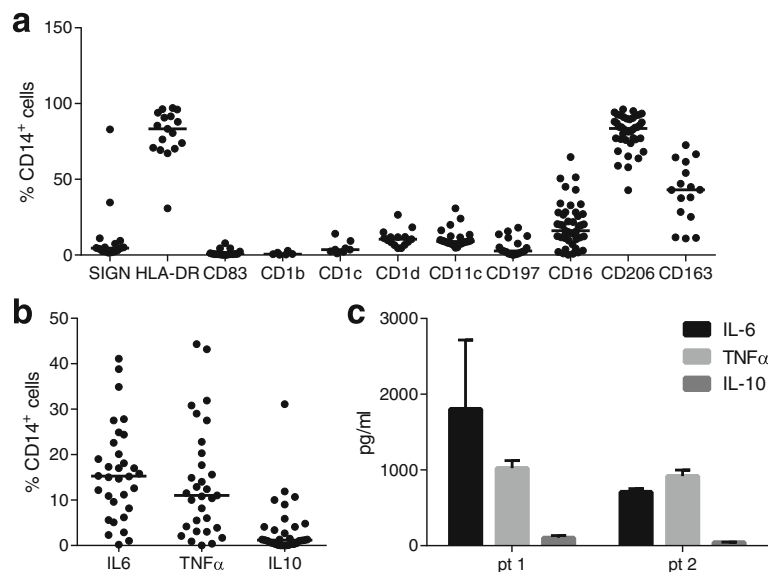 a
150
100
50
0
% CD14+ cells
SIGN HLA-DR CD83 CD1b CD1c CD1d CD11c CD197 CD16 CD206 CD163
b
50
40
30
20
10
0
% CD14+ cells
IL6 TNFα IL10
c
3000
2000
1000
0
pg/ml
IL-6
TNFα
IL-10
pt 1 pt 2